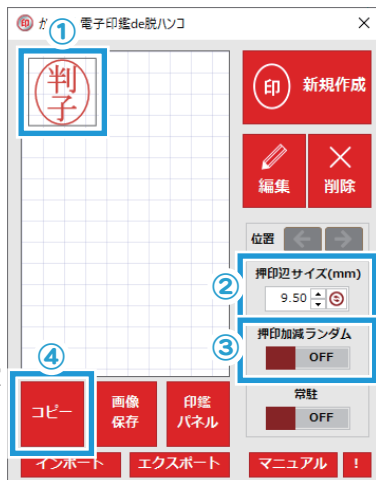 印 か 電子印鑑de脱ハンコ ×
①
判子
印 新規作成
編集 削除
位置 ← →
②
押印辺サイズ(mm)
9.50
③
押印加減ランダム
OFF
④
コピー
画像保存
印鑑パネル
常駐
OFF
インポート エクスポート マニュアル !